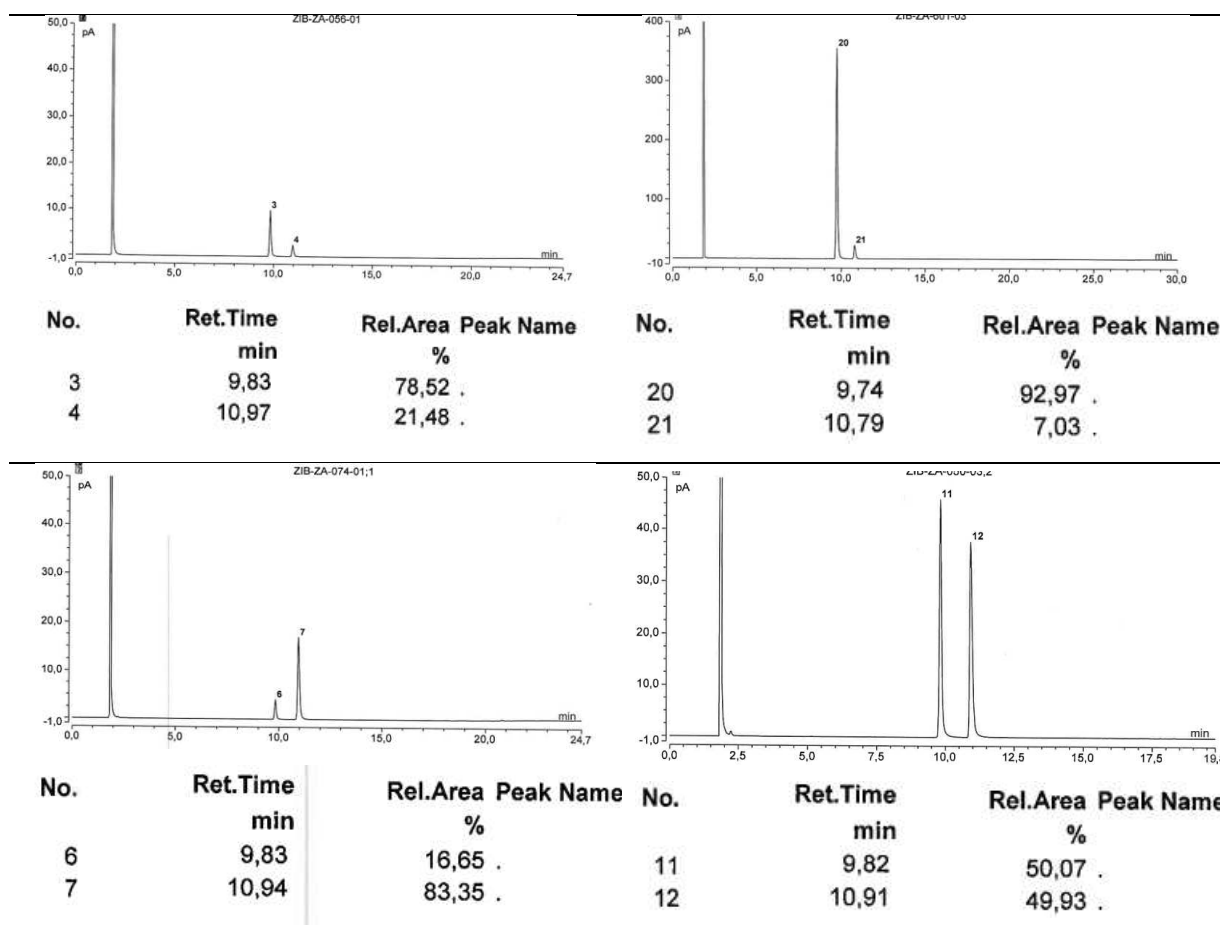 ZIB-ZA-056-01
50,0
pA
40,0
30,0
20,0
10,0
-1,0
3
4
min
0,0 5,0 10,0 15,0 20,0 24,7
No. Ret.Time Rel.Area Peak Name
min %
3 9,83 78,52 .
4 10,97 21,48 .
ZIB-ZA-601-03
400
pA
300
200
100
-10
20
21
min
0,0 5,0 10,0 15,0 20,0 25,0 30,0
No. Ret.Time Rel.Area Peak Name
min %
20 9,74 92,97 .
21 10,79 7,03 .
ZIB-ZA-074-01;1
50,0
pA
40,0
30,0
20,0
10,0
-1,0
6
7
min
0,0 5,0 10,0 15,0 20,0 24,7
No. Ret.Time Rel.Area Peak Name
min %
6 9,83 16,65 .
7 10,94 83,35 .
50,0
pA
40,0
30,0
20,0
10,0
-1,0
11
12
min
0,0 2,5 5,0 7,5 10,0 12,5 15,0 17,5
No. Ret.Time Rel.Area Peak Name
min %
11 9,82 50,07 .
12 10,91 49,93 .